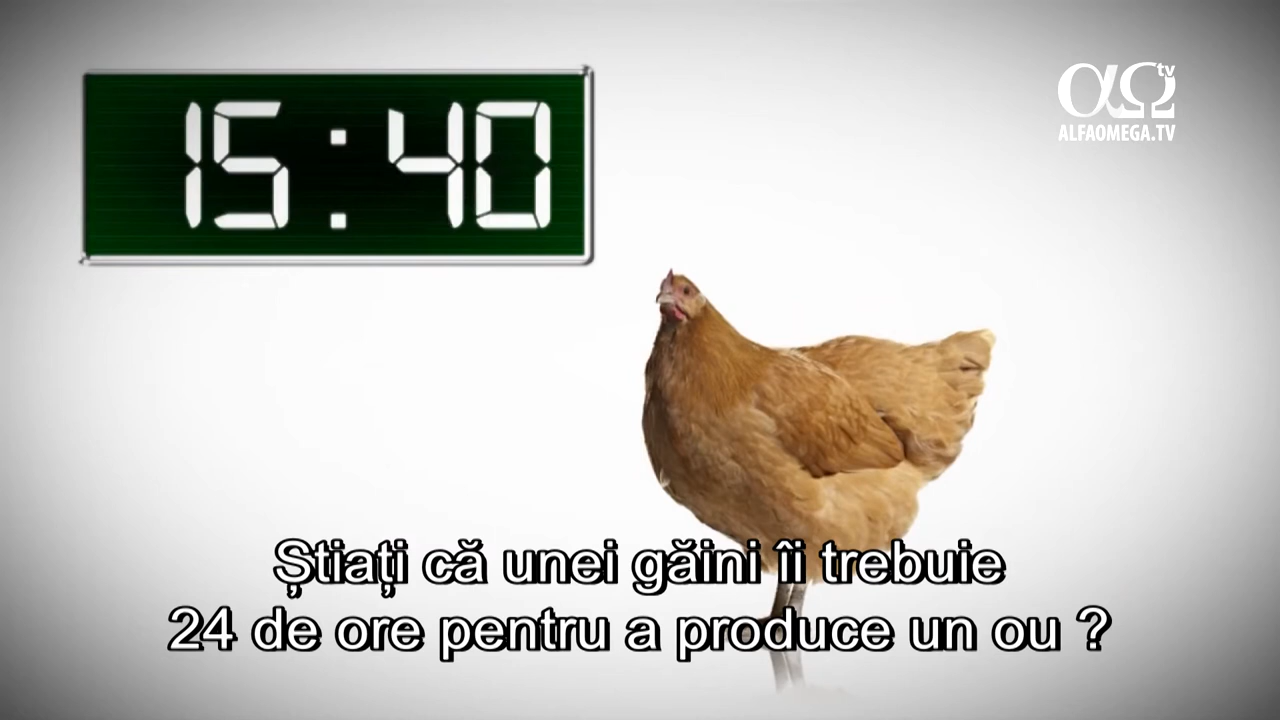 15:40
αΩ tv
ALFAOMEGA.TV
Știați că unei găini îi trebuie
24 de ore pentru a produce un ou ?